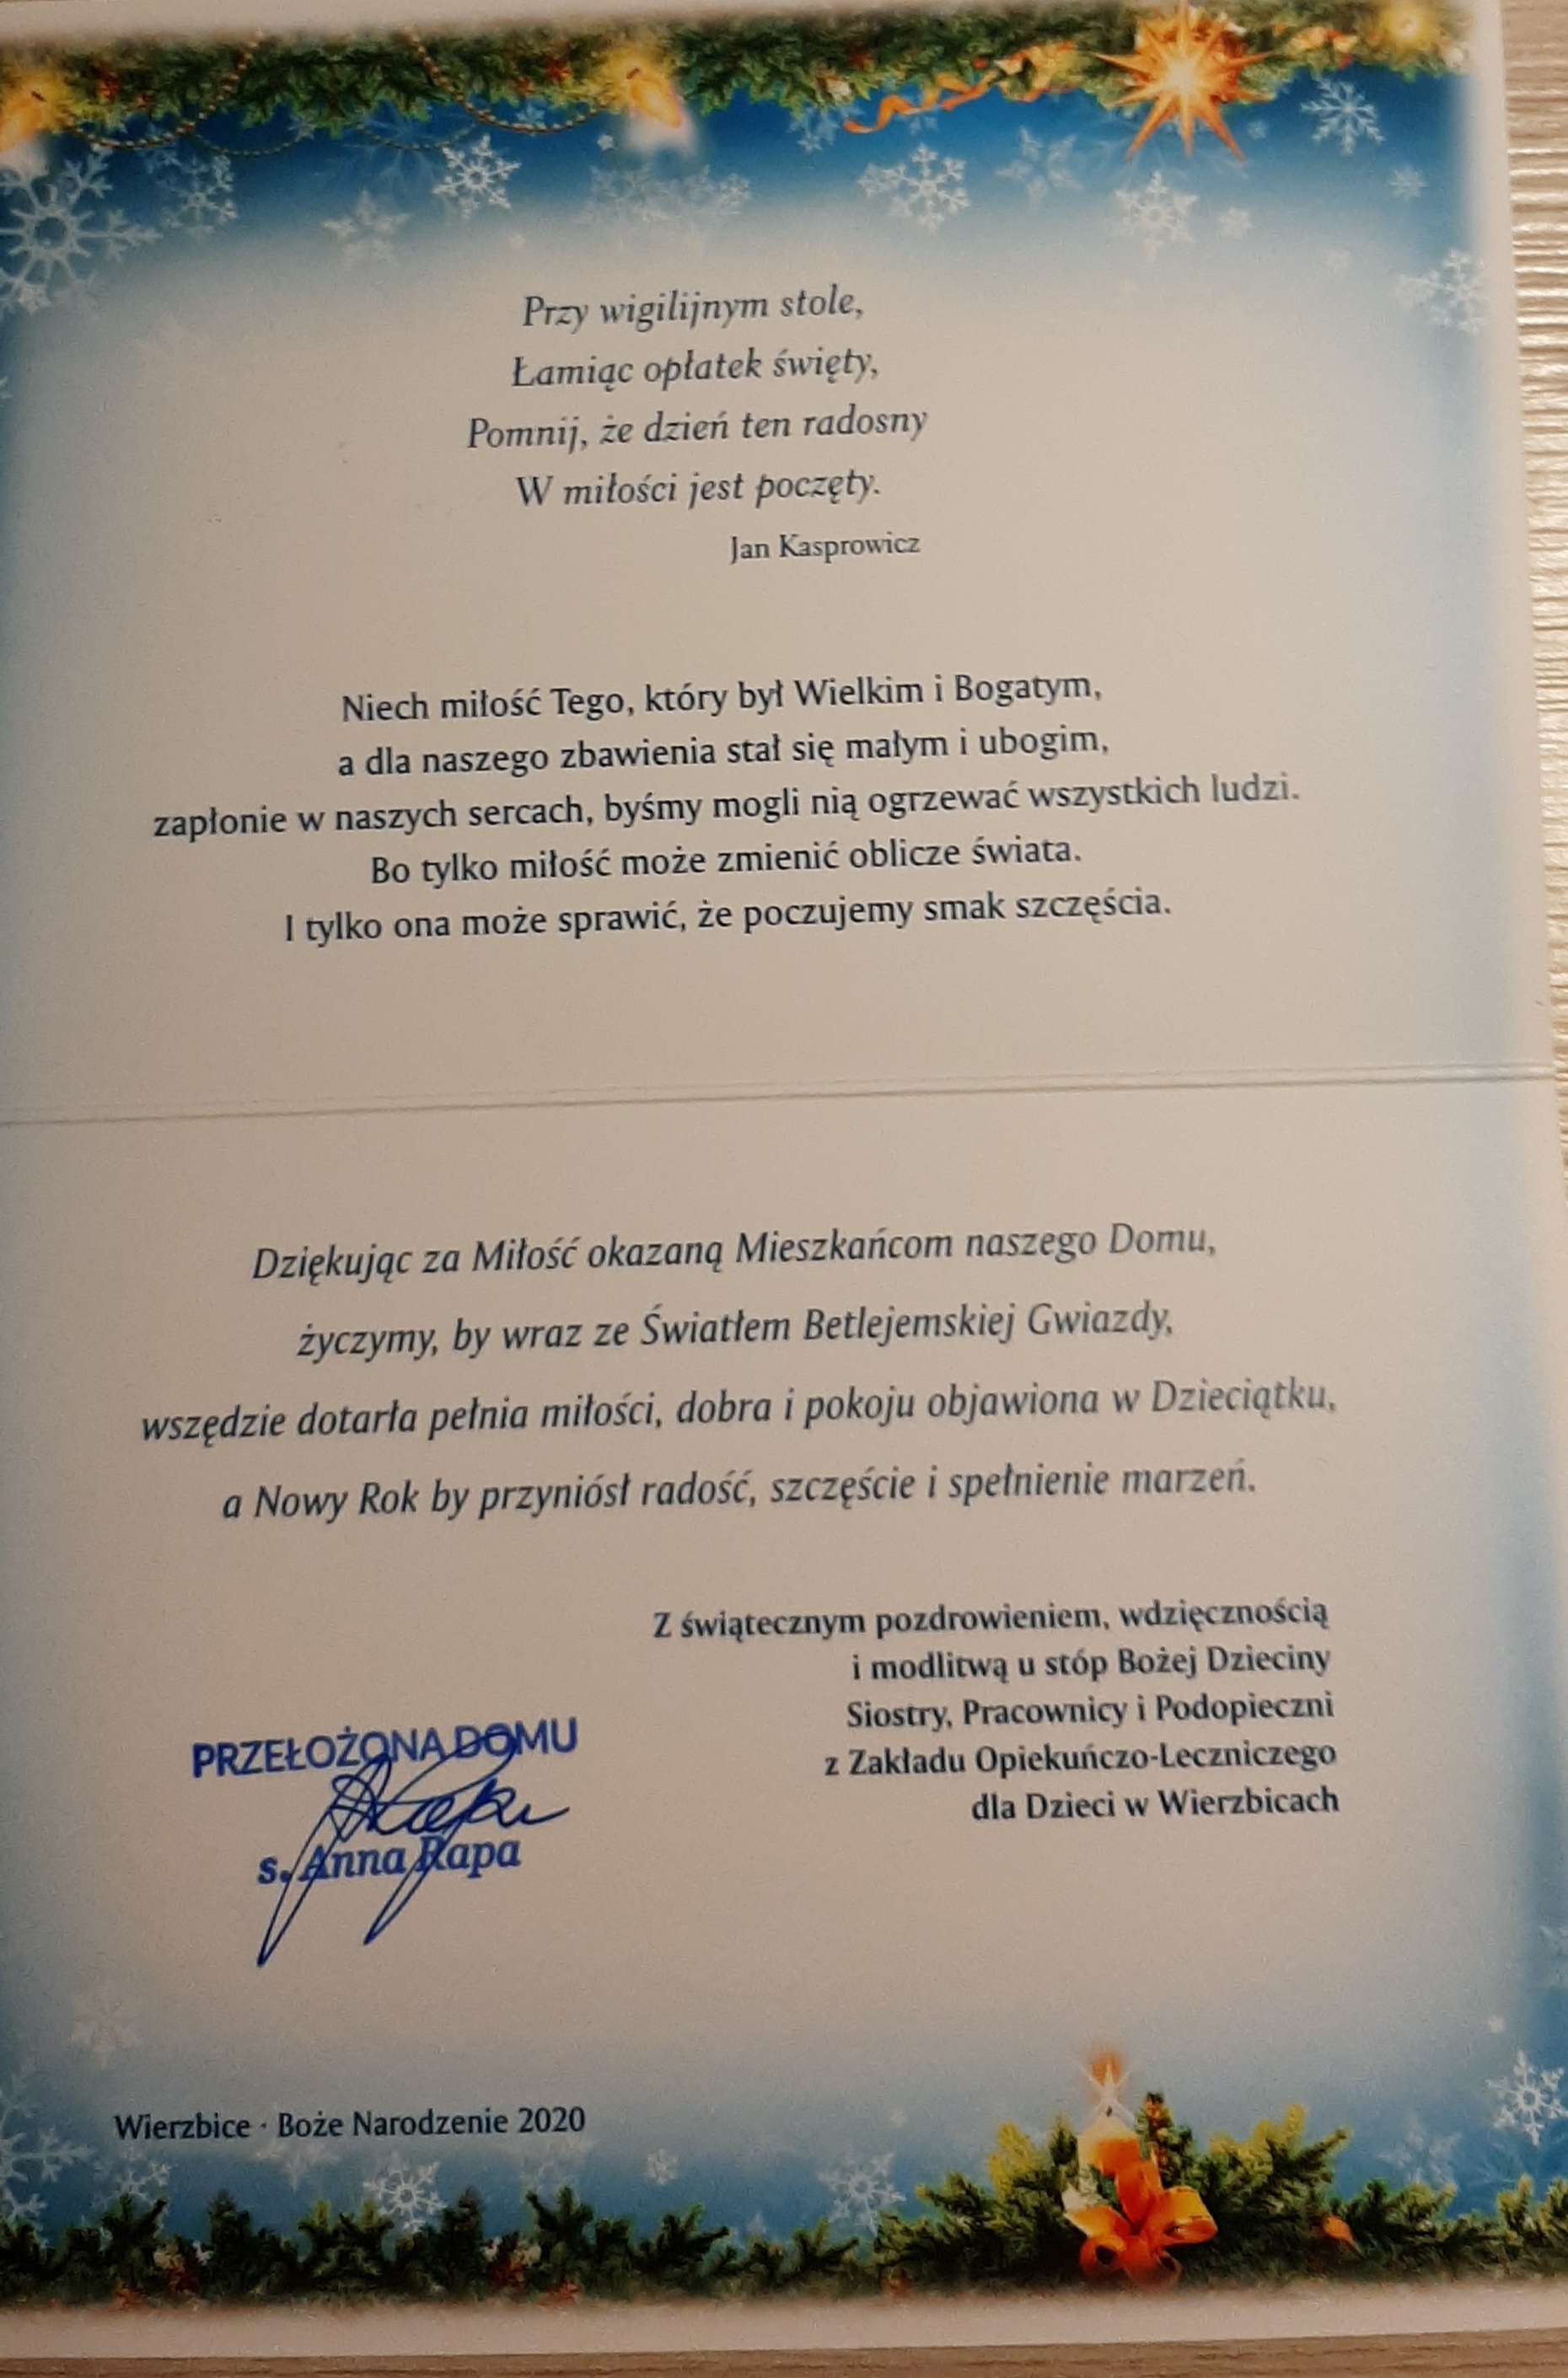 Przy wigilijnym stole,
Łamiąc opłatek święty,
Pomnij, że dzień ten radosny
W miłości jest poczęty.
Jan Kasprowicz
Niech miłość Tego, który był Wielkim i Bogatym,
a dla naszego zbawienia stał się małym i ubogim,
zapłonie w naszych sercach, byśmy mogli nią ogrzewać wszystkich ludzi.
Bo tylko miłość może zmienić oblicze świata.
I tylko ona może sprawić, że poczujemy smak szczęścia.
Dziękując za Miłość okazaną Mieszkańcom naszego Domu,
życzymy, by wraz ze Światłem Betlejemskiej Gwiazdy,
wszędzie dotarła pełnia miłości, dobra i pokoju objawiona w Dzieciątku,
a Nowy Rok by przyniósł radość, szczęście i spełnienie marzeń.
Z świątecznym pozdrowieniem, wdzięcznością
i modlitwą u stóp Bożej Dzieciny
Siostry, Pracownicy i Podopieczni
z Zakładu Opiekuńczo-Leczniczego
dla Dzieci w Wierzbicach
PRZEŁOŻONA DOMU
s. Anna Rapa
Wierzbice · Boże Narodzenie 2020